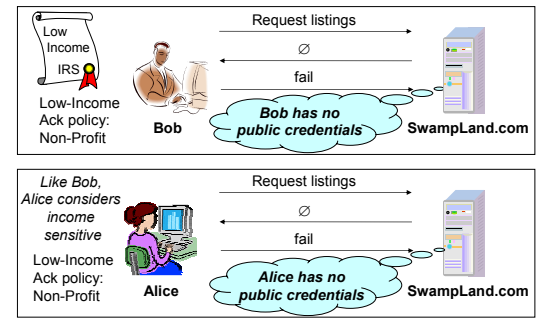 Low
Income
IRS
Low-Income
Ack policy:
Non-Profit
Bob
Request listings
∅
fail
Bob has no
public credentials
SwampLand.com
Like Bob,
Alice considers
income
sensitive
Low-Income
Ack policy:
Non-Profit
Alice
Request listings
∅
fail
Alice has no
public credentials
SwampLand.com